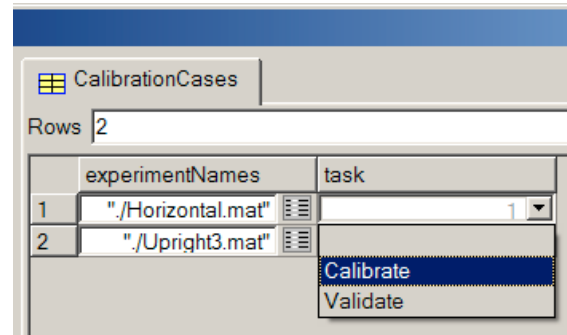 CalibrationCases
Rows 2
experimentNames task
1 "./Horizontal.mat" 1
2 "./Upright3.mat"
Calibrate
Validate